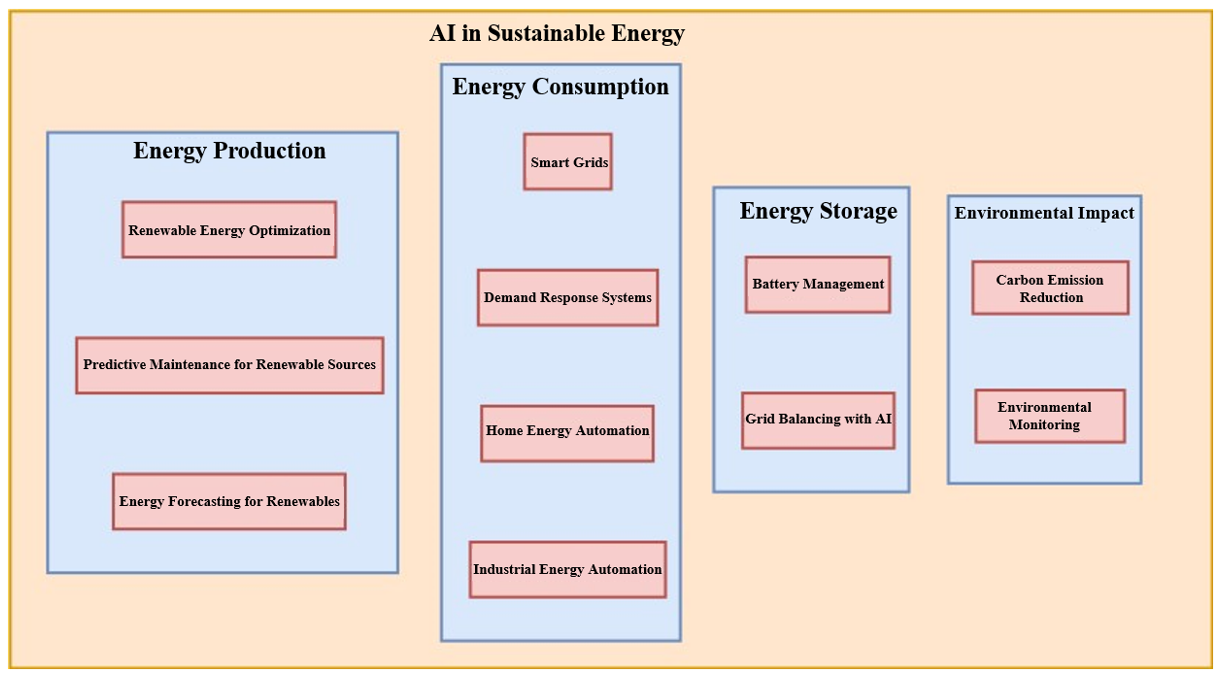 AI in Sustainable Energy
Energy Production
Renewable Energy Optimization
Predictive Maintenance for Renewable Sources
Energy Forecasting for Renewables
Energy Consumption
Smart Grids
Demand Response Systems
Home Energy Automation
Industrial Energy Automation
Energy Storage
Battery Management
Grid Balancing with AI
Environmental Impact
Carbon Emission
Reduction
Environmental
Monitoring